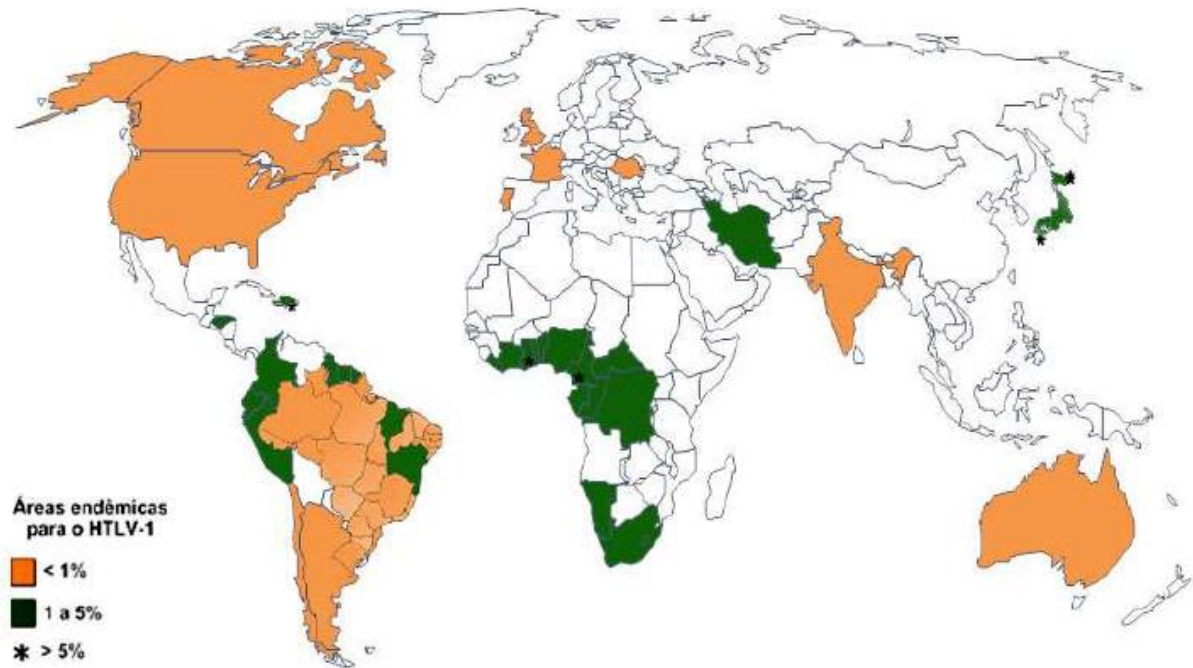 Áreas endêmicas
para o HTLV-1
< 1%
1 a 5%
* > 5%